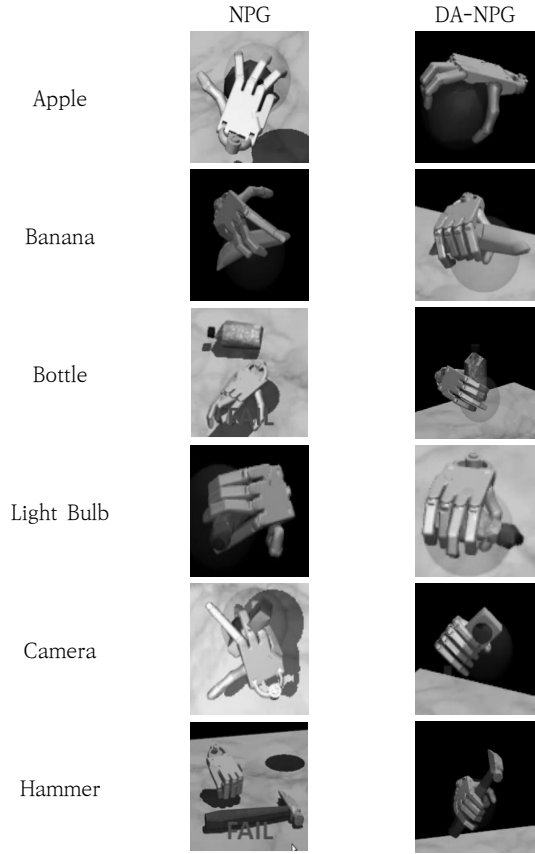 NPG DA-NPG
Apple
Banana
Bottle
FAIL
Light Bulb
Camera
Hammer
FAIL